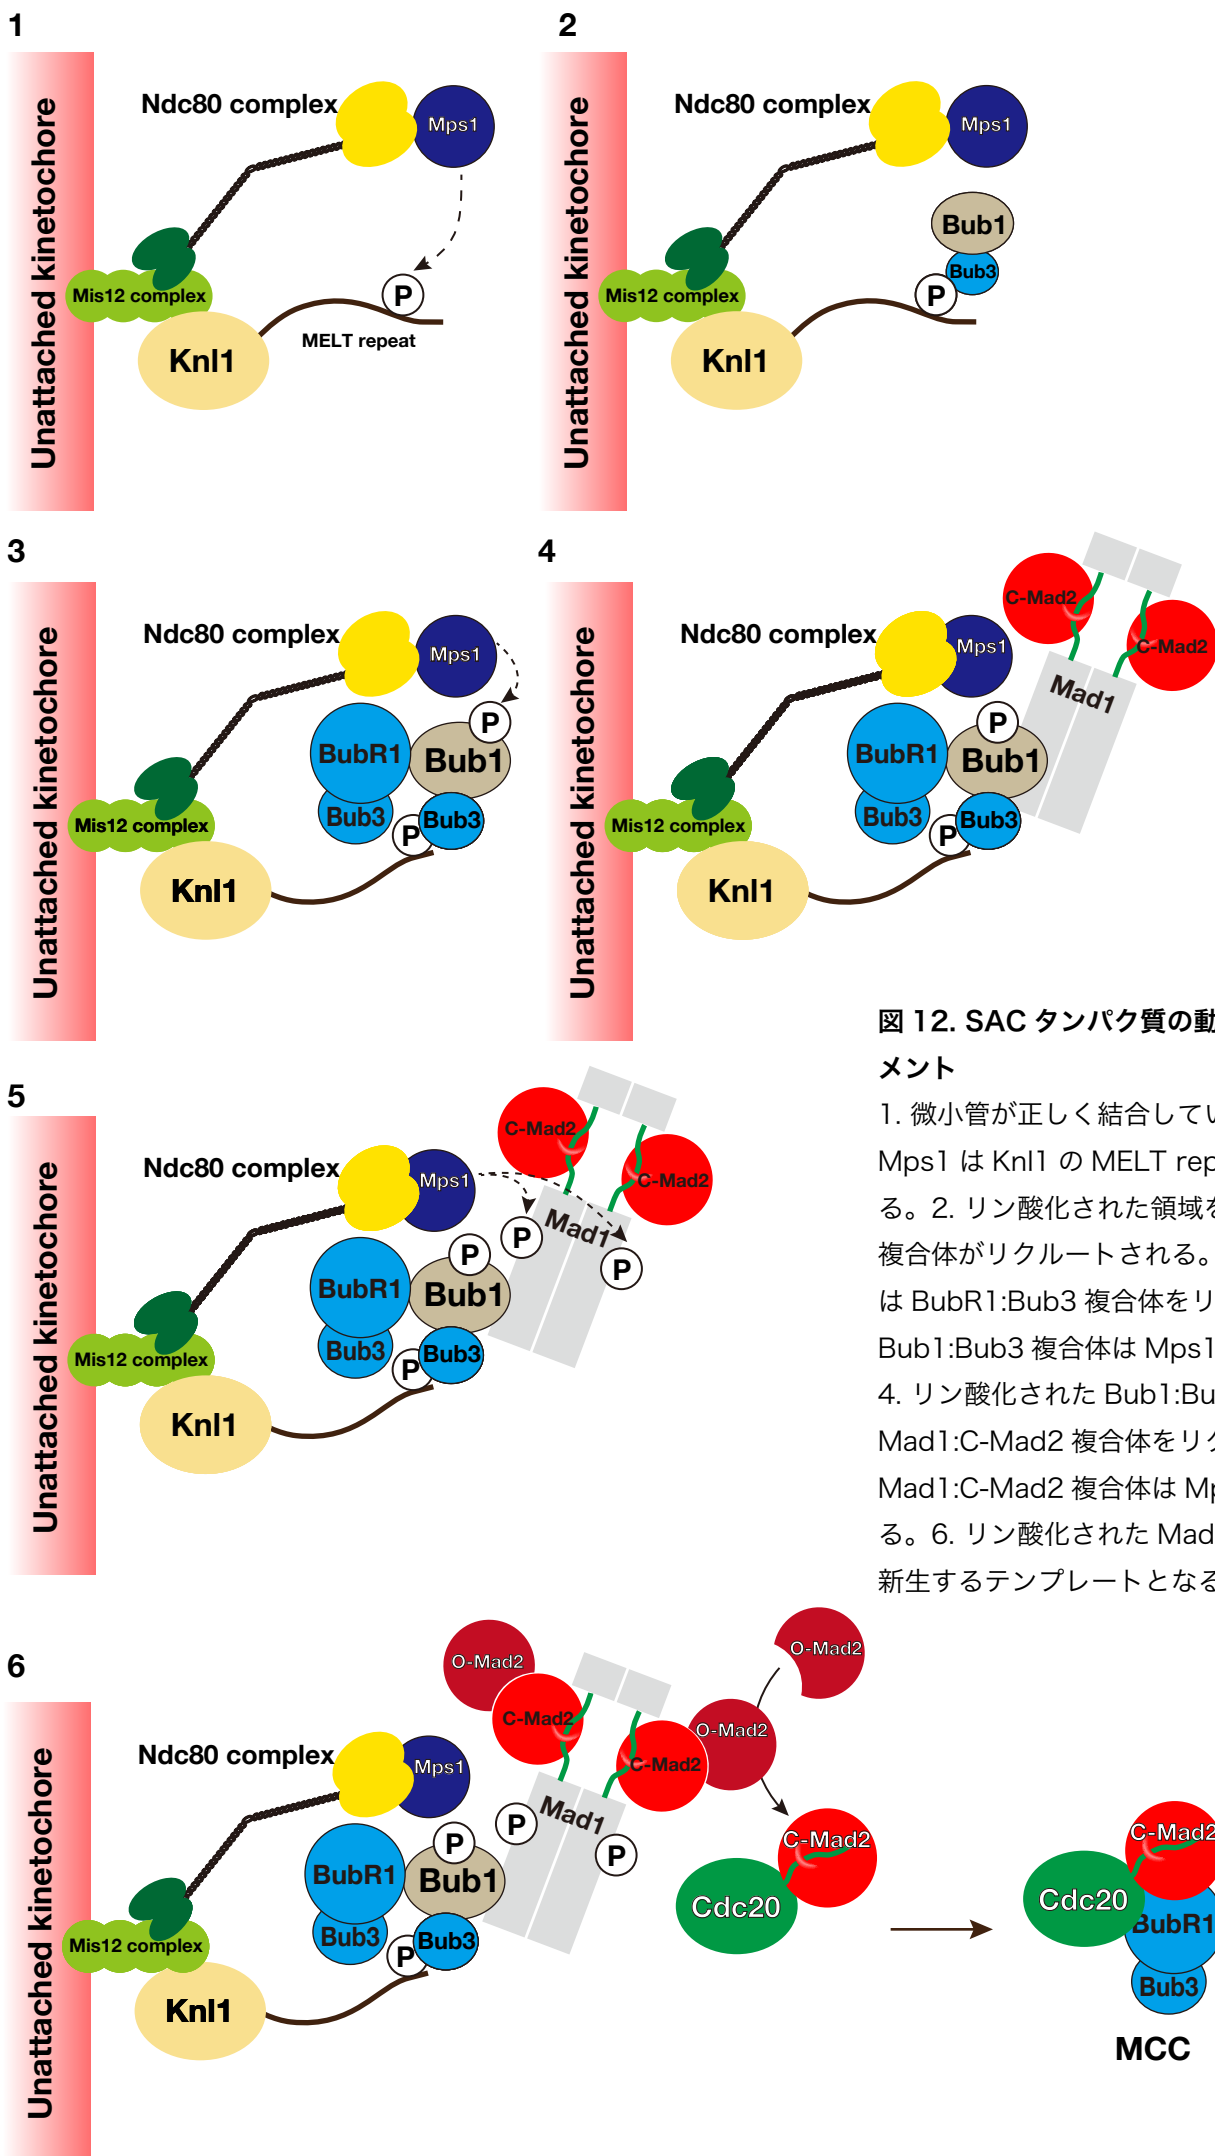 1
Unattached kinetochore
Ndc80 complex
Mps1
Mis12 complex
P
MELT repeat
Knl1
2
Unattached kinetochore
Ndc80 complex
Mps1
Bub1
Bub3
Mis12 complex
P
Knl1
3
Unattached kinetochore
Ndc80 complex
Mps1
P
BubR1
Bub1
Bub3
P
Bub3
Mis12 complex
Knl1
4
Unattached kinetochore
C-Mad2
C-Mad2
Ndc80 complex
Mps1
Mad1
P
BubR1
Bub1
Bub3
P
Bub3
Mis12 complex
Knl1
図 12. SAC タンパク質の動
メント
1. 微小管が正しく結合してい
Mps1 は Knl1 の MELT rep
る。2. リン酸化された領域を
複合体がリクルートされる。
は BubR1:Bub3 複合体をリ
Bub1:Bub3 複合体は Mps1
4. リン酸化された Bub1:Bu
Mad1:C-Mad2 複合体をリク
Mad1:C-Mad2 複合体は Mp
る。6. リン酸化された Mad
新生するテンプレートとなる
5
Unattached kinetochore
C-Mad2
C-Mad2
Ndc80 complex
Mps1
Mad1
P
P
P
BubR1
Bub1
Bub3
P
Bub3
Mis12 complex
Knl1
6
Unattached kinetochore
O-Mad2
O-Mad2
C-Mad2
O-Mad2
C-Mad2
Ndc80 complex
Mps1
Mad1
P
P
P
BubR1
Bub1
Bub3
P
Bub3
Mis12 complex
Knl1
C-Mad2
Cdc20
C-Mad2
Cdc20
BubR1
Bub3
MCC